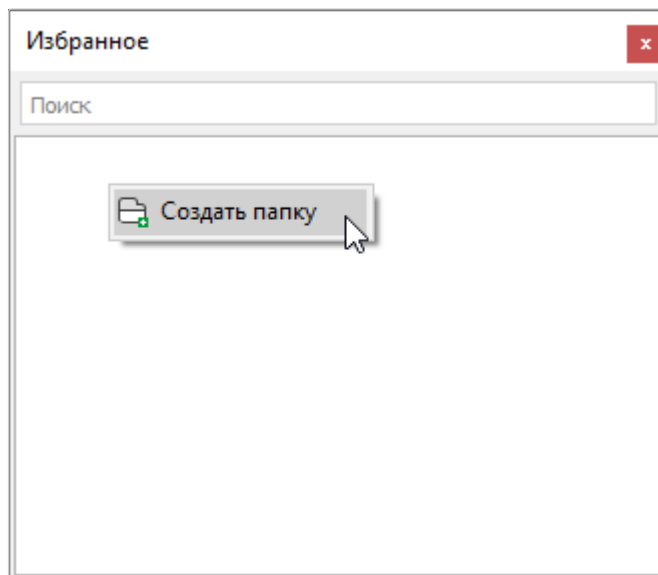 Избранное
x
Поиск
Создать папку